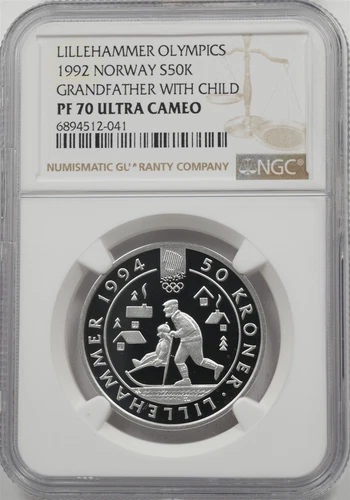 LILLEHAMMER OLYMPICS
1992 NORWAY S50K
GRANDFATHER WITH CHILD
PF 70 ULTRA CAMEO
6894512-041
NUMISMATIC GUARANTY COMPANY
NGC
LILLEHAMMER 1994
50 KRONER